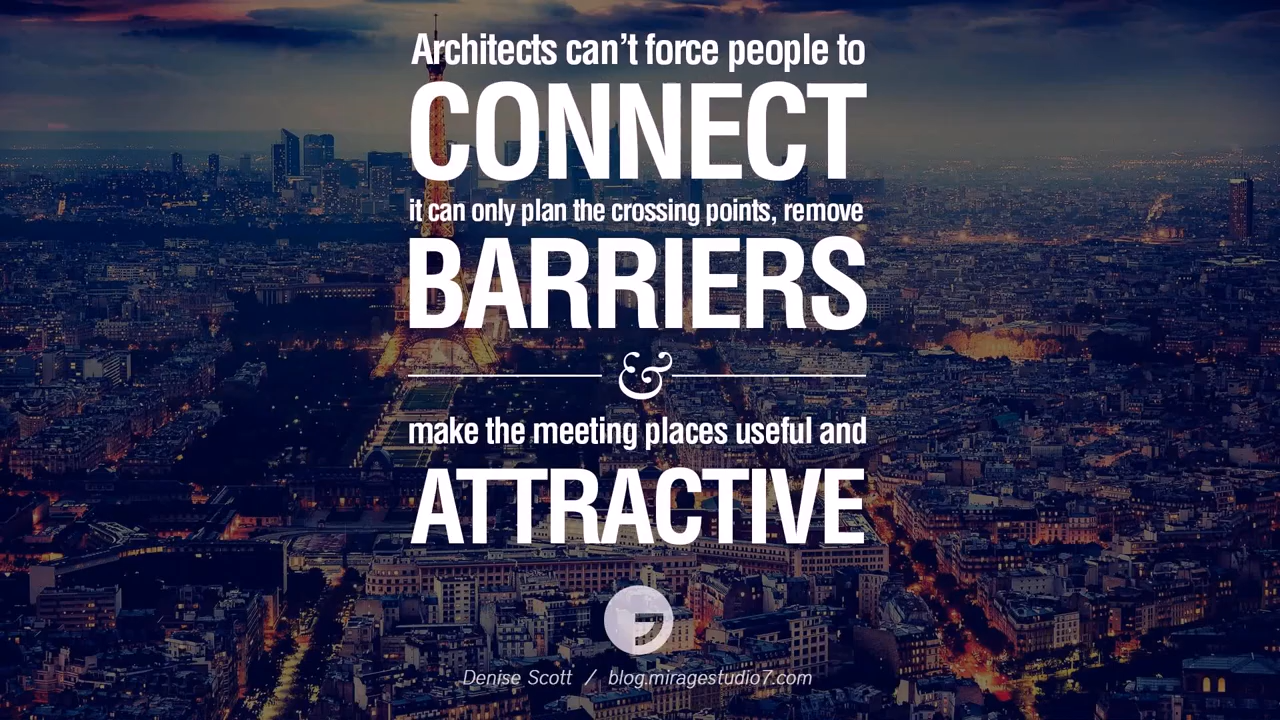 Architects can't force people to
CONNECT
it can only plan the crossing points, remove
BARRIERS
&
make the meeting places useful and
ATTRACTIVE
Denise Scott / blog.miragestudio7.com